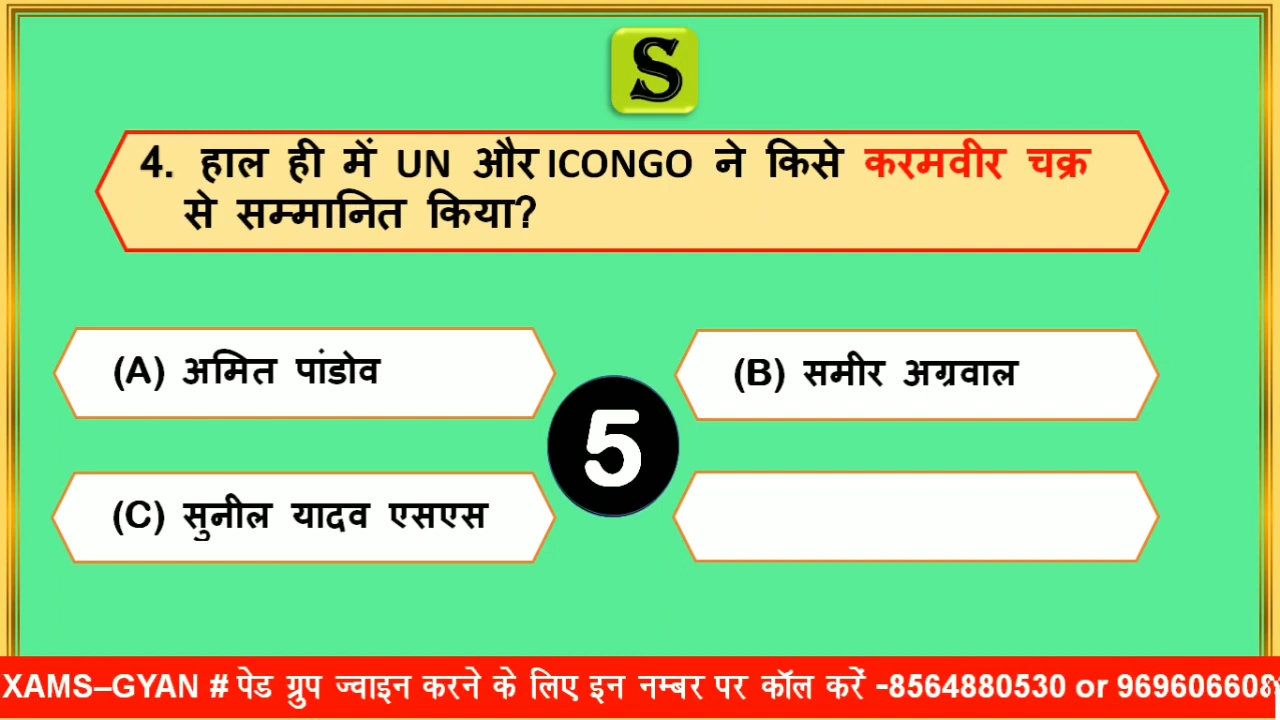 S
4. हाल ही में UN और ICONGO ने किसे करमवीर चक्र
से सम्मानित किया?
(A) अमित पांडोव
(B) समीर अग्रवाल
5
(C) सुनील यादव एसएस
XAMS–GYAN # पेड ग्रुप ज्वाइन करने के लिए इन नम्बर पर कॉल करें -8564880530 or 969606608